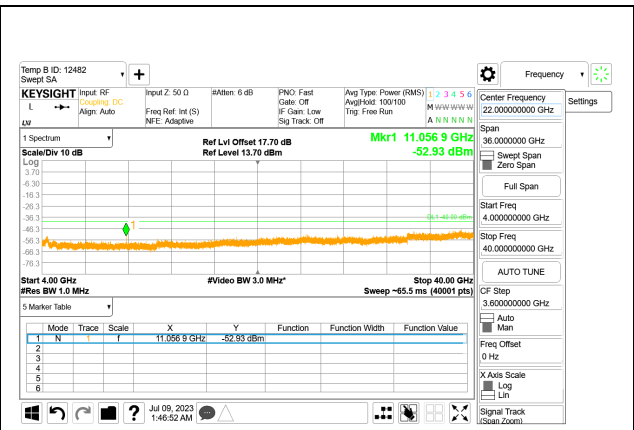 Temp B ID: 12482
Swept SA
Frequency
KEYSIGHT
L
Input: RF
Coupling: DC
Align: Auto
Input Z: 50 Ω
Freq Ref: Int (S)
NFE: Adaptive
#Atten: 6 dB
PNO: Fast
Gate: Off
IF Gain: Low
Sig Track: Off
Avg Type: Power (RMS)
Avg|Hold: 100/100
Trig: Free Run
1 2 3 4 5 6
M W W W W W
A N N N N N
1 Spectrum
Scale/Div 10 dB
Ref Lvl Offset 17.70 dB
Ref Level 13.70 dBm
Mkr1 11.056 9 GHz
-52.93 dBm
Log
3.70
-6.30
-16.3
-26.3
-36.3
-46.3
-56.3
-66.3
-76.3
1
DL1 -40.00 dBm
Start 4.00 GHz
#Res BW 1.0 MHz
#Video BW 3.0 MHz*
Stop 40.00 GHz
Sweep ~65.5 ms (40001 pts)
5 Marker Table
Mode Trace Scale X Y Function Function Width Function Value
1 N 1 f 11.056 9 GHz -52.93 dBm
2
3
4
5
6
Jul 09, 2023
1:46:52 AM
Center Frequency
22.000000000 GHz
Settings
Span
36.0000000 GHz
Swept Span
Zero Span
Full Span
Start Freq
4.000000000 GHz
Stop Freq
40.000000000 GHz
AUTO TUNE
CF Step
3.600000000 GHz
Auto
Man
Freq Offset
0 Hz
X Axis Scale
Log
Lin
Signal Track
(Span Zoom)